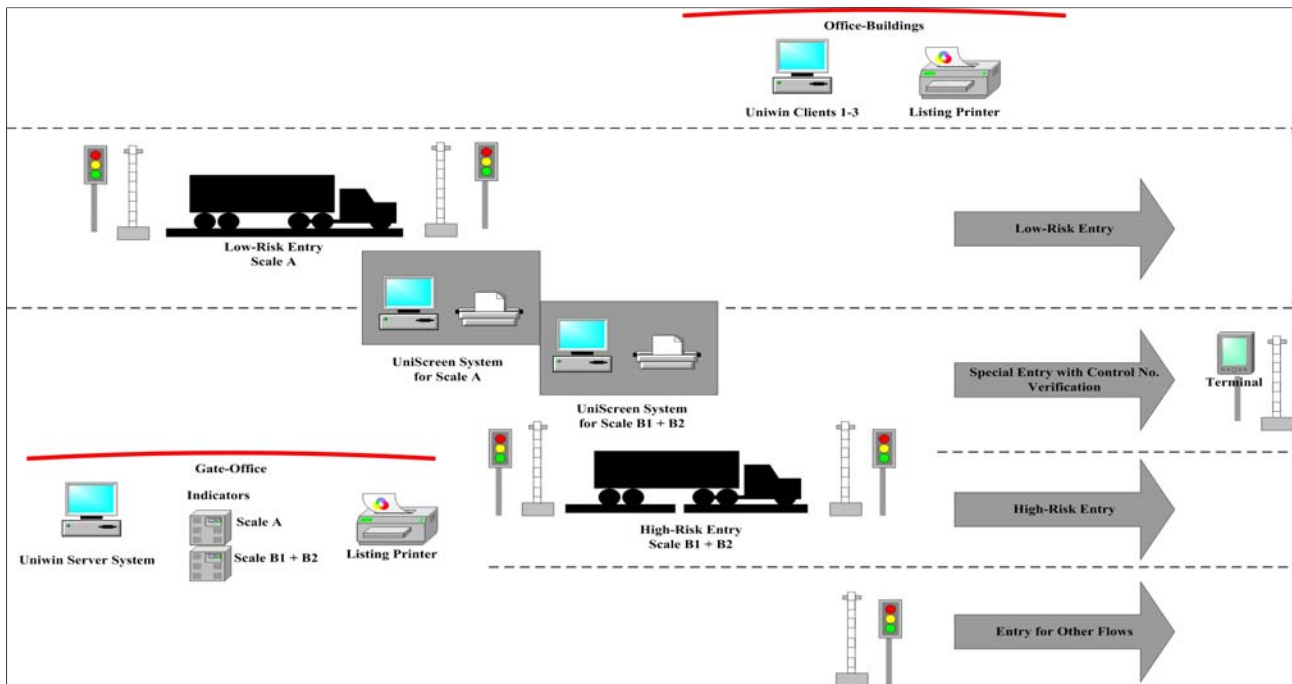 Office-Buildings
Uniwin Clients 1-3
Listing Printer
Low-Risk Entry
Scale A
Low-Risk Entry
UniScreen System
for Scale A
Special Entry with Control No.
Verification
Terminal
UniScreen System
for Scale B1 + B2
Gate-Office
Indicators
Scale A
Scale B1 + B2
Uniwin Server System
Listing Printer
High-Risk Entry
Scale B1 + B2
High-Risk Entry
Entry for Other Flows